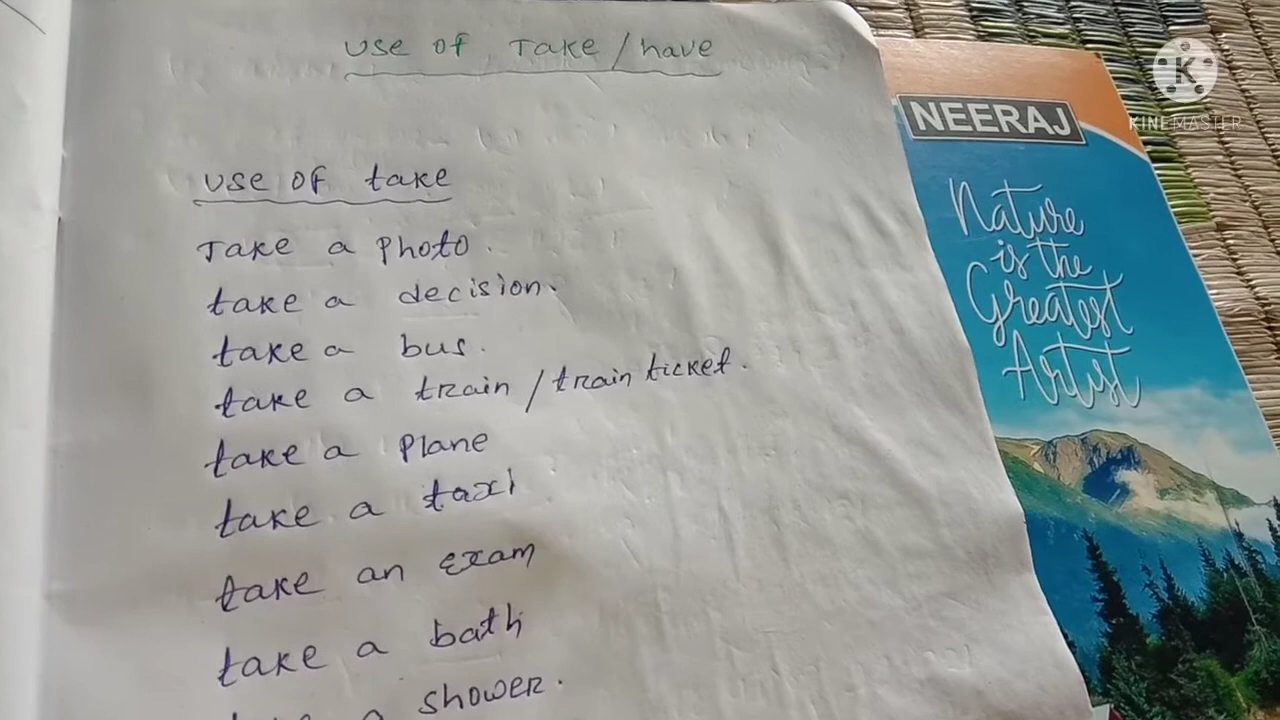 Use of Take / have
Use of take
Take a photo.
take a decision.
take a bus.
take a train / train ticket.
take a plane
take a taxi
take an exam
take a bath
a shower.
NEERAJ
Nature
is the
Greatest
Artist
K
KINEMASTER